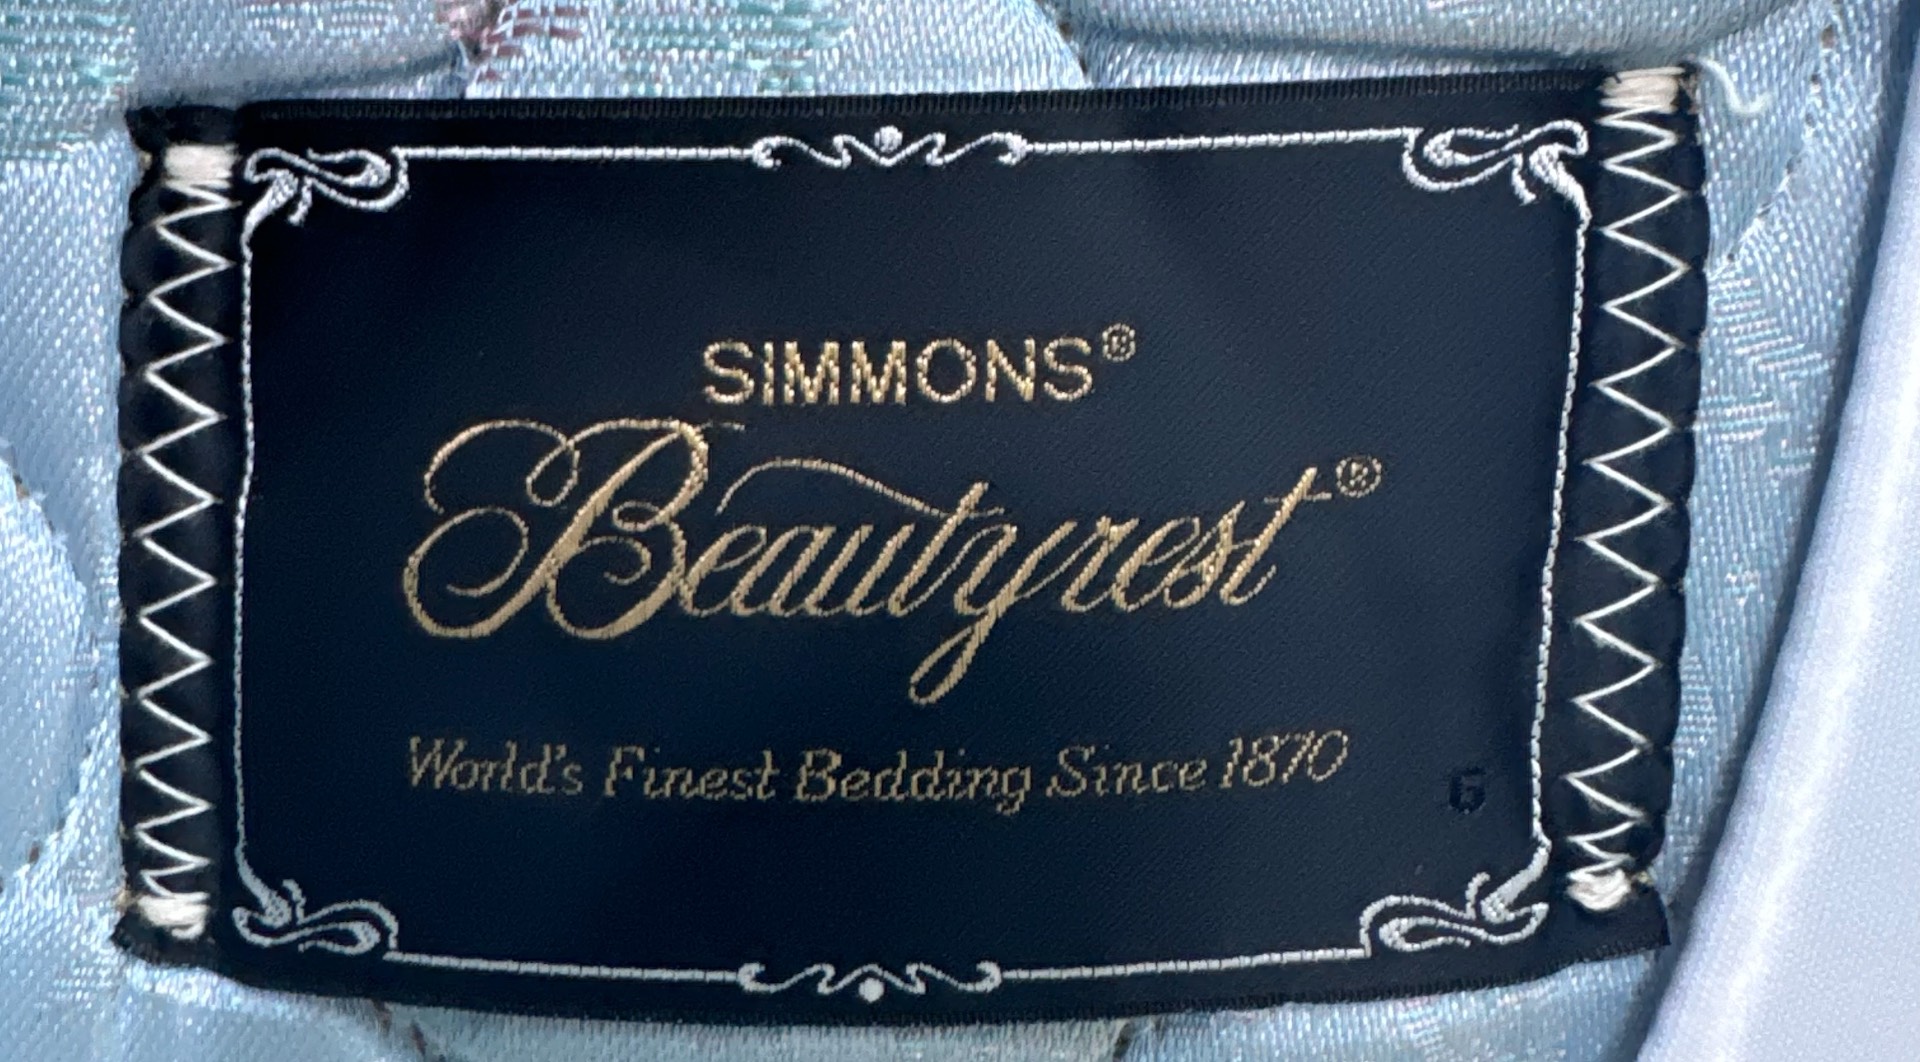 SIMMONS®
Beautyrest®
World's Finest Bedding Since 1870
6